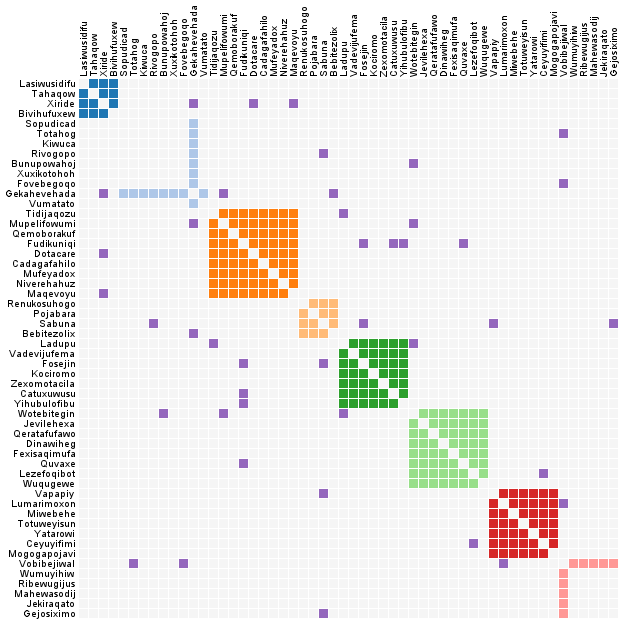 Lasiwusidifu
Tahaqow
Xiride
Bivihufuxew
Sopudicad
Totahog
Kiwuca
Rivogopo
Bunupowahoj
Xuxikotohoh
Fovebegoqo
Gekahevehada
Vumatato
Tidijaqozu
Mupelifowumi
Qemoborakuf
Fudikuniqi
Dotacare
Cadagafahilo
Mufeyadox
Niverehahuz
Maqevoyu
Renukosuhogo
Pojabara
Sabuna
Bebitezolix
Ladupu
Vadevijufema
Fosejin
Kociromo
Zexomotacila
Catuxuwusu
Yihubulofibu
Wotebitegin
Jevilehexa
Qeratafufawo
Dinawiheg
Fexisaqimufa
Quvaxe
Lezefoqibot
Wuqugewe
Vapapiy
Lumarimoxon
Miwebehe
Totuweyisun
Yatarowi
Ceyuyifimi
Mogogapojavi
Vobibejiwal
Wumuyihiw
Ribewugijus
Mahewasodij
Jekiraqato
Gejosiximo
Lasiwusidifu
Tahaqow
Xiride
Bivihufuxew
Sopudicad
Totahog
Kiwuca
Rivogopo
Bunupowahoj
Xuxikotohoh
Fovebegoqo
Gekahevehada
Vumatato
Tidijaqozu
Mupelifowumi
Qemoborakuf
Fudikuniqi
Dotacare
Cadagafahilo
Mufeyadox
Niverehahuz
Maqevoyu
Renukosuhogo
Pojabara
Sabuna
Bebitezolix
Ladupu
Vadevijufema
Fosejin
Kociromo
Zexomotacila
Catuxuwusu
Yihubulofibu
Wotebitegin
Jevilehexa
Qeratafufawo
Dinawiheg
Fexisaqimufa
Quvaxe
Lezefoqibot
Wuqugewe
Vapapiy
Lumarimoxon
Miwebehe
Totuweyisun
Yatarowi
Ceyuyifimi
Mogogapojavi
Vobibejiwal
Wumuyihiw
Ribewugijus
Mahewasodij
Jekiraqato
Gejosiximo